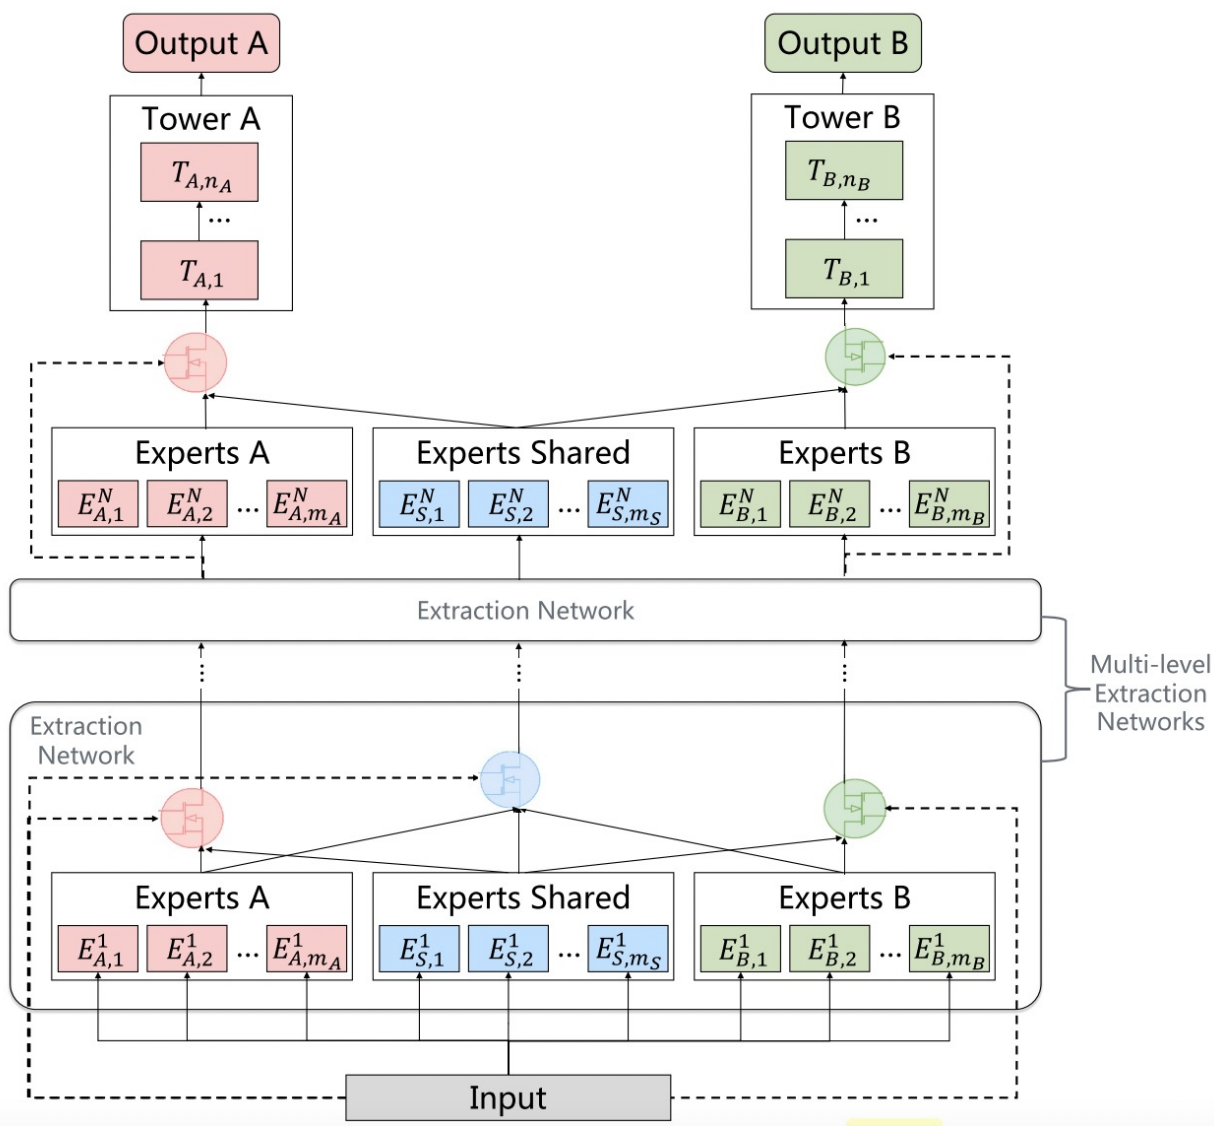 Output A
Output B
Tower A
Tower B
T_{A,n_A}
T_{B,n_B}
...
...
T_{A,1}
T_{B,1}
Experts A
Experts Shared
Experts B
E^N_{A,1} E^N_{A,2} ... E^N_{A,m_A}
E^N_{S,1} E^N_{S,2} ... E^N_{S,m_S}
E^N_{B,1} E^N_{B,2} ... E^N_{B,m_B}
Extraction Network
Multi-level
Extraction
Networks
Extraction
Network
Experts A
Experts Shared
Experts B
E^1_{A,1} E^1_{A,2} ... E^1_{A,m_A}
E^1_{S,1} E^1_{S,2} ... E^1_{S,m_S}
E^1_{B,1} E^1_{B,2} ... E^1_{B,m_B}
Input